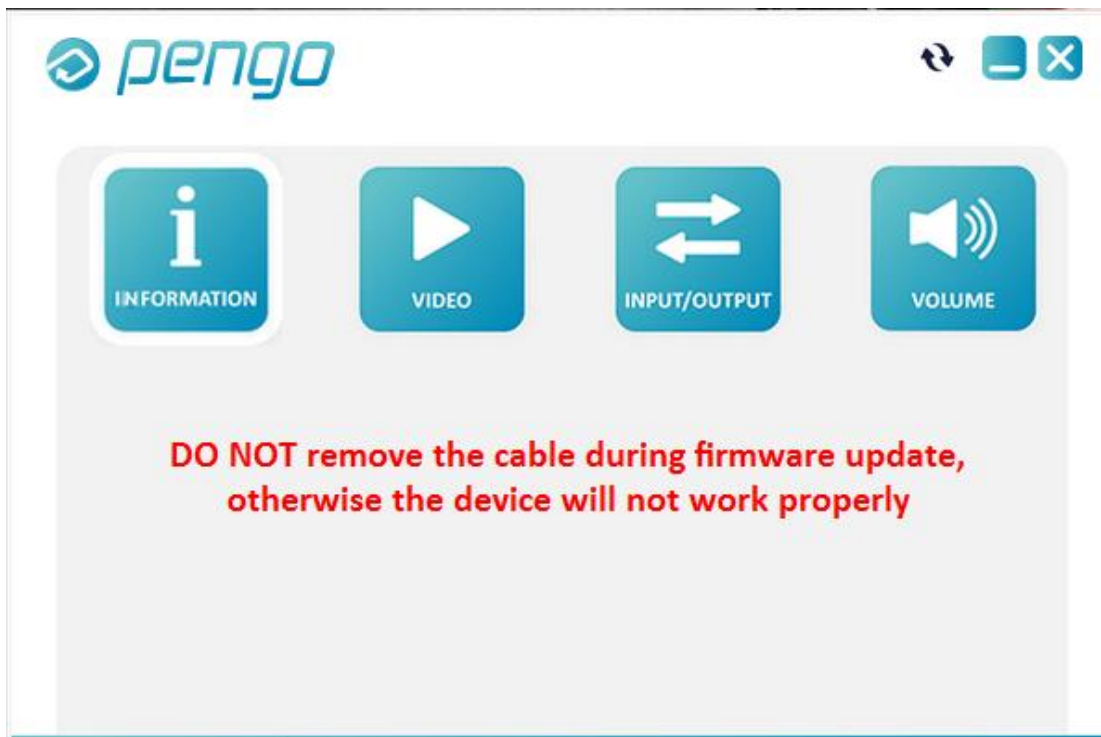 pengo
INFORMATION
VIDEO
INPUT/OUTPUT
VOLUME
DO NOT remove the cable during firmware update,
otherwise the device will not work properly